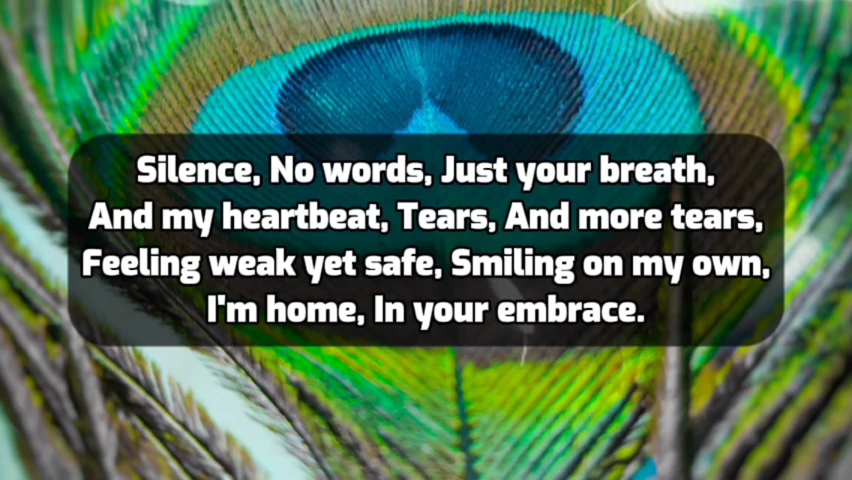 Silence, No words, Just your breath,
And my heartbeat, Tears, And more tears,
Feeling weak yet safe, Smiling on my own,
I'm home, In your embrace.